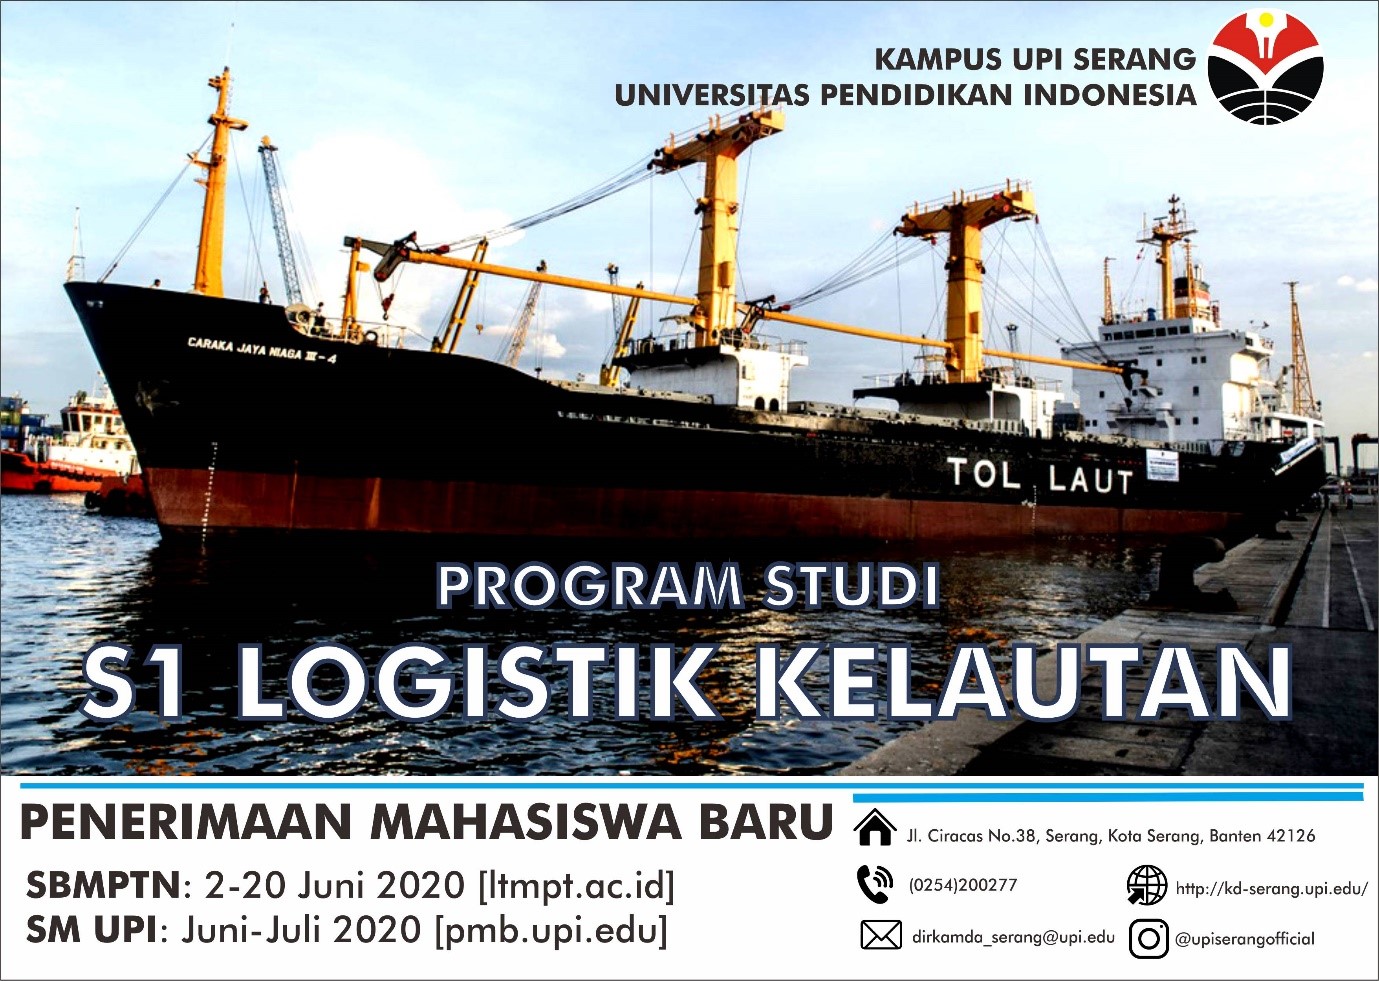 KAMPUS UPI SERANG
UNIVERSITAS PENDIDIKAN INDONESIA
CARAKA JAYA NIAGA III-4
TOL LAUT
PROGRAM STUDI
S1 LOGISTIK KELAUTAN
PENERIMAAN MAHASISWA BARU
SBMPTN: 2-20 Juni 2020 [ltmpt.ac.id]
SM UPI: Juni-Juli 2020 [pmb.upi.edu]
Jl. Ciracas No.38, Serang, Kota Serang, Banten 42126
(0254)200277
http://kd-serang.upi.edu/
dirkamda_serang@upi.edu
@upiserangofficial